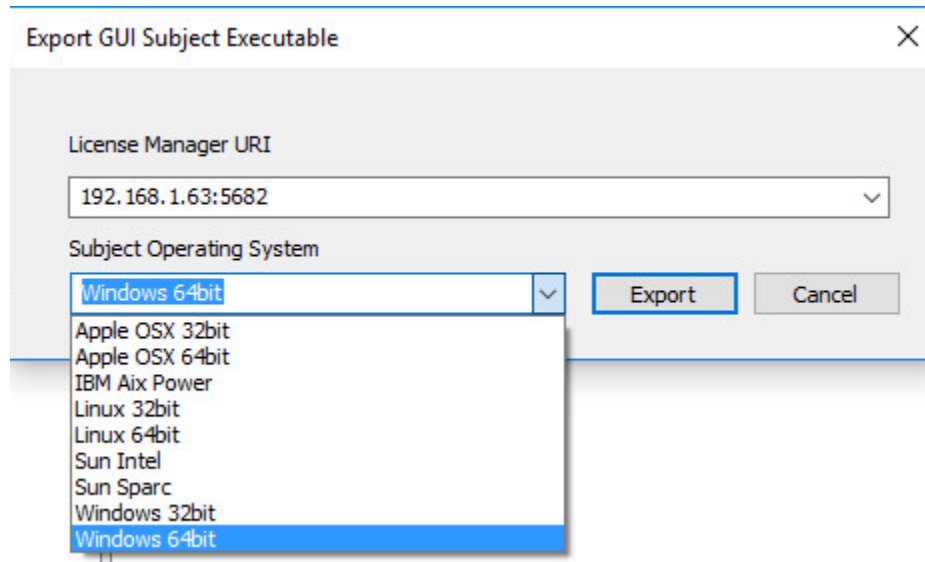 Export GUI Subject Executable
License Manager URI
192.168.1.63:5682
Subject Operating System
Windows 64bit
Export
Cancel
Apple OSX 32bit
Apple OSX 64bit
IBM Aix Power
Linux 32bit
Linux 64bit
Sun Intel
Sun Sparc
Windows 32bit
Windows 64bit